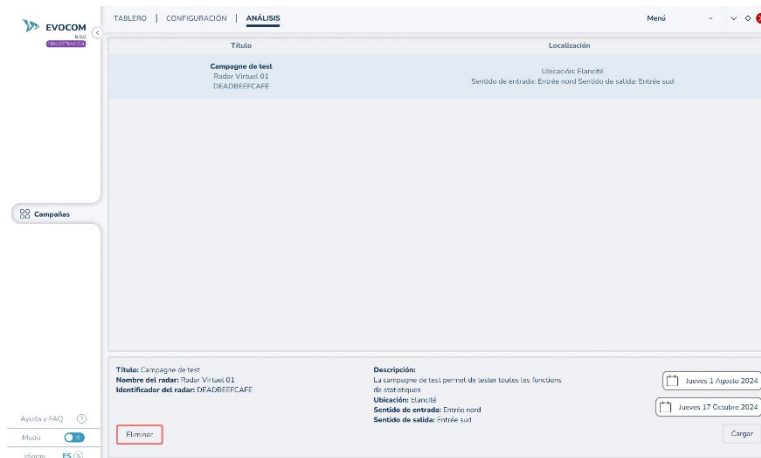 EVOCOM
TABLERO | CONFIGURACIÓN | ANÁLISIS
Menú
Título
Localización
Campagne de test
Radar Virtuel 01
DEADBEEFCAFE
Ubicación: Elancité
Sentido de entrada: Entrée nord Sentido de salida: Entrée sud
Campañas
Título: Campagne de test
Nombre del radar: Radar Virtuel 01
Identificador del radar: DEADBEEFCAFE
Descripción:
La campagne de test permet de tester toutes les fonctions
de statistiques
Ubicación: Elancité
Sentido de entrada: Entrée nord
Sentido de salida: Entrée sud
Jueves 1 Agosto 2024
Jueves 17 Octubre 2024
Eliminar
Cargar
Ayuda y FAQ
Modo
Idioma ES